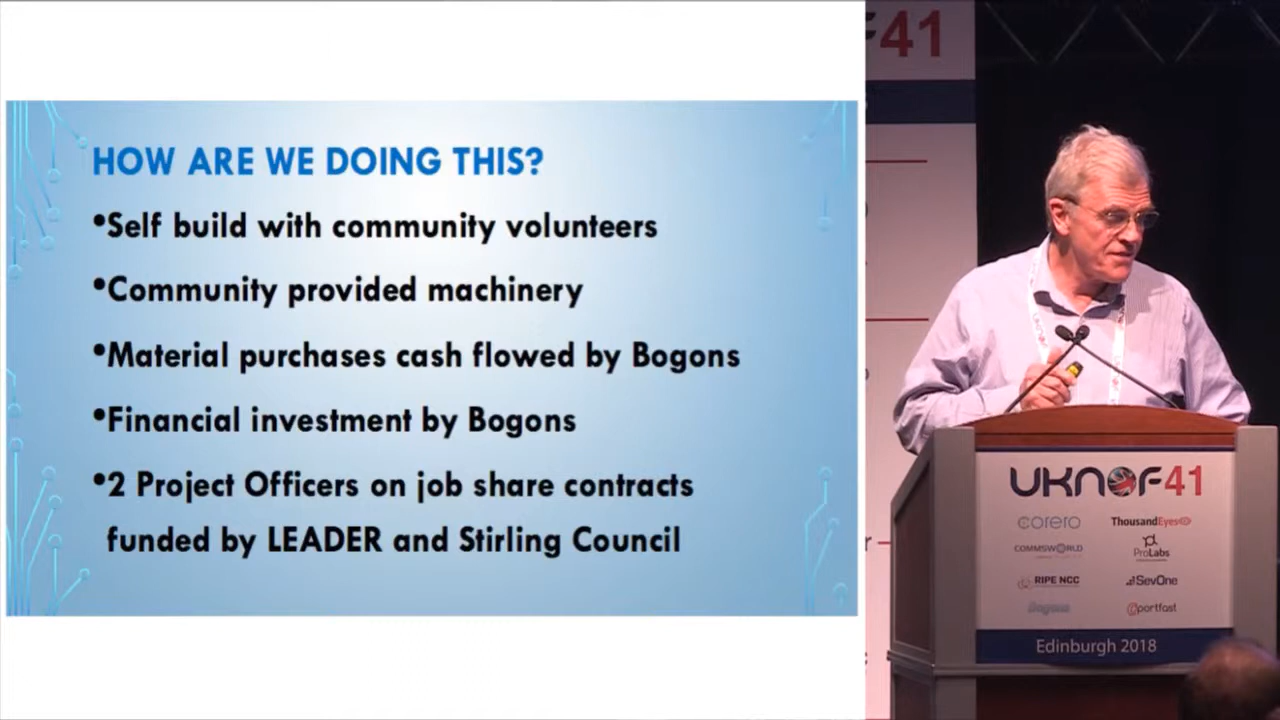 HOW ARE WE DOING THIS?
•Self build with community volunteers
•Community provided machinery
•Material purchases cash flowed by Bogons
•Financial investment by Bogons
•2 Project Officers on job share contracts
funded by LEADER and Stirling Council
41
UKNOF41
corero
ThousandEyes
COMMSWORLD
ProLabs
RIPE NCC
SevOne
Bogons
portfast
Edinburgh 2018